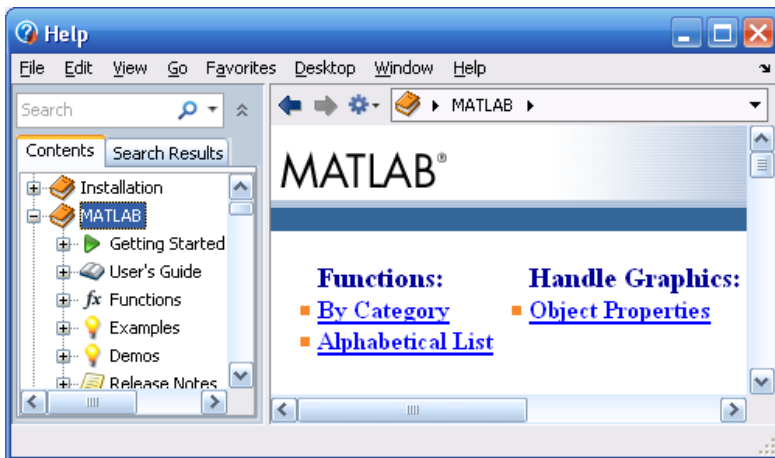 Help
File Edit View Go Favorites Desktop Window Help
Search
MATLAB
Contents Search Results
Installation
MATLAB
Getting Started
User's Guide
fx Functions
Examples
Demos
Release Notes
MATLAB®
Functions:
By Category
Alphabetical List
Handle Graphics:
Object Properties